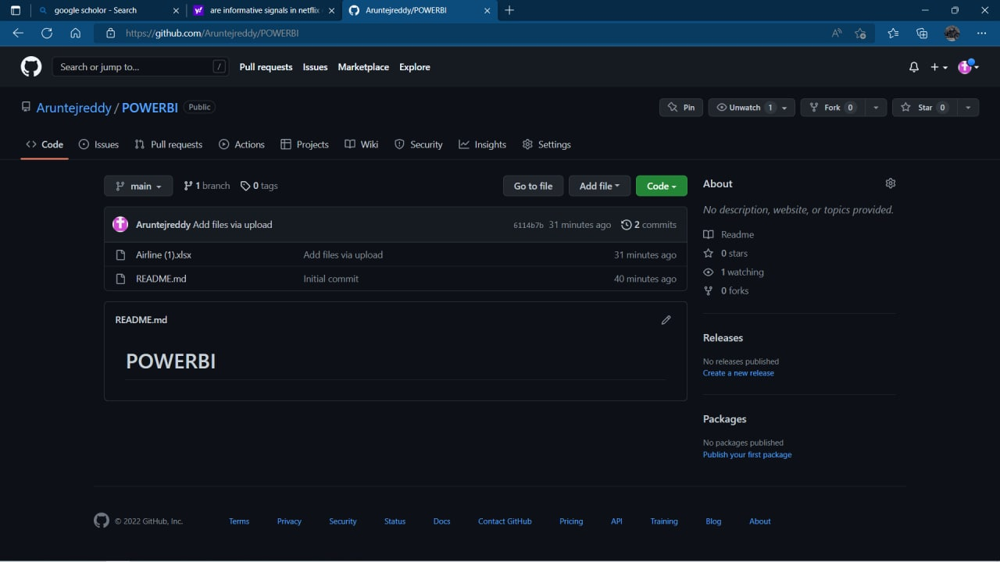 google scholor - Search
are informative signals in netflix
Aruntejreddy/POWERBI
https://github.com/Aruntejreddy/POWERBI
Search or jump to... /
Pull requests Issues Marketplace Explore
Aruntejreddy / POWERBI Public
Pin Unwatch 1 Fork 0 Star 0
Code Issues Pull requests Actions Projects Wiki Security Insights Settings
main 1 branch 0 tags Go to file Add file Code
Aruntejreddy Add files via upload 6114b7b 31 minutes ago 2 commits
Airline (1).xlsx Add files via upload 31 minutes ago
README.md Initial commit 40 minutes ago
README.md
POWERBI
About
No description, website, or topics provided.
Readme
0 stars
1 watching
0 forks
Releases
No releases published
Create a new release
Packages
No packages published
Publish your first package
© 2022 GitHub, Inc. Terms Privacy Security Status Docs Contact GitHub Pricing API Training Blog About